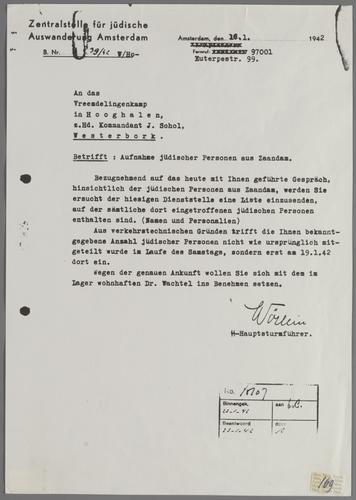 Zentralstelle für jüdische
Auswanderung Amsterdam
Amsterdam, den 16.1. 1942
B. Nr. 39/42 W/Ho-
Fernruf 97001
Euterpestr. 99.
An das
Vreemdelingenkamp
in H o o g h a l e n,
z.Hd. Kommandant J. Schol,
W e s t e r b o r k .
Betrifft : Aufnahme jüdischer Personen aus Zaandam.
Bezugnehmend auf das heute mit Ihnen geführte Gespräch,
hinsichtlich der jüdischen Personen aus Zaandam, werden Sie
ersucht der hiesigen Dienststelle eine Liste einzusenden,
auf der sämtliche dort eingetroffenen jüdischen Personen
enthalten sind. (Namen und Personalien)
Aus verkehrstechnischen Gründen trifft die Ihnen bekannt-
gegebene Anzahl jüdischer Personen nicht wie ursprünglich mit-
geteilt wurde im Laufe des Samstags, sondern erst am 19.1.42
dort ein.
Wegen der genauen Ankunft wollen Sie sich mit dem im
Lager wohnhaften Dr. Wachtel ins Benehmen setzen.
Wörlein
SS-Hauptsturmführer.
No.
Binnengek. aan
Beantwoord door
169